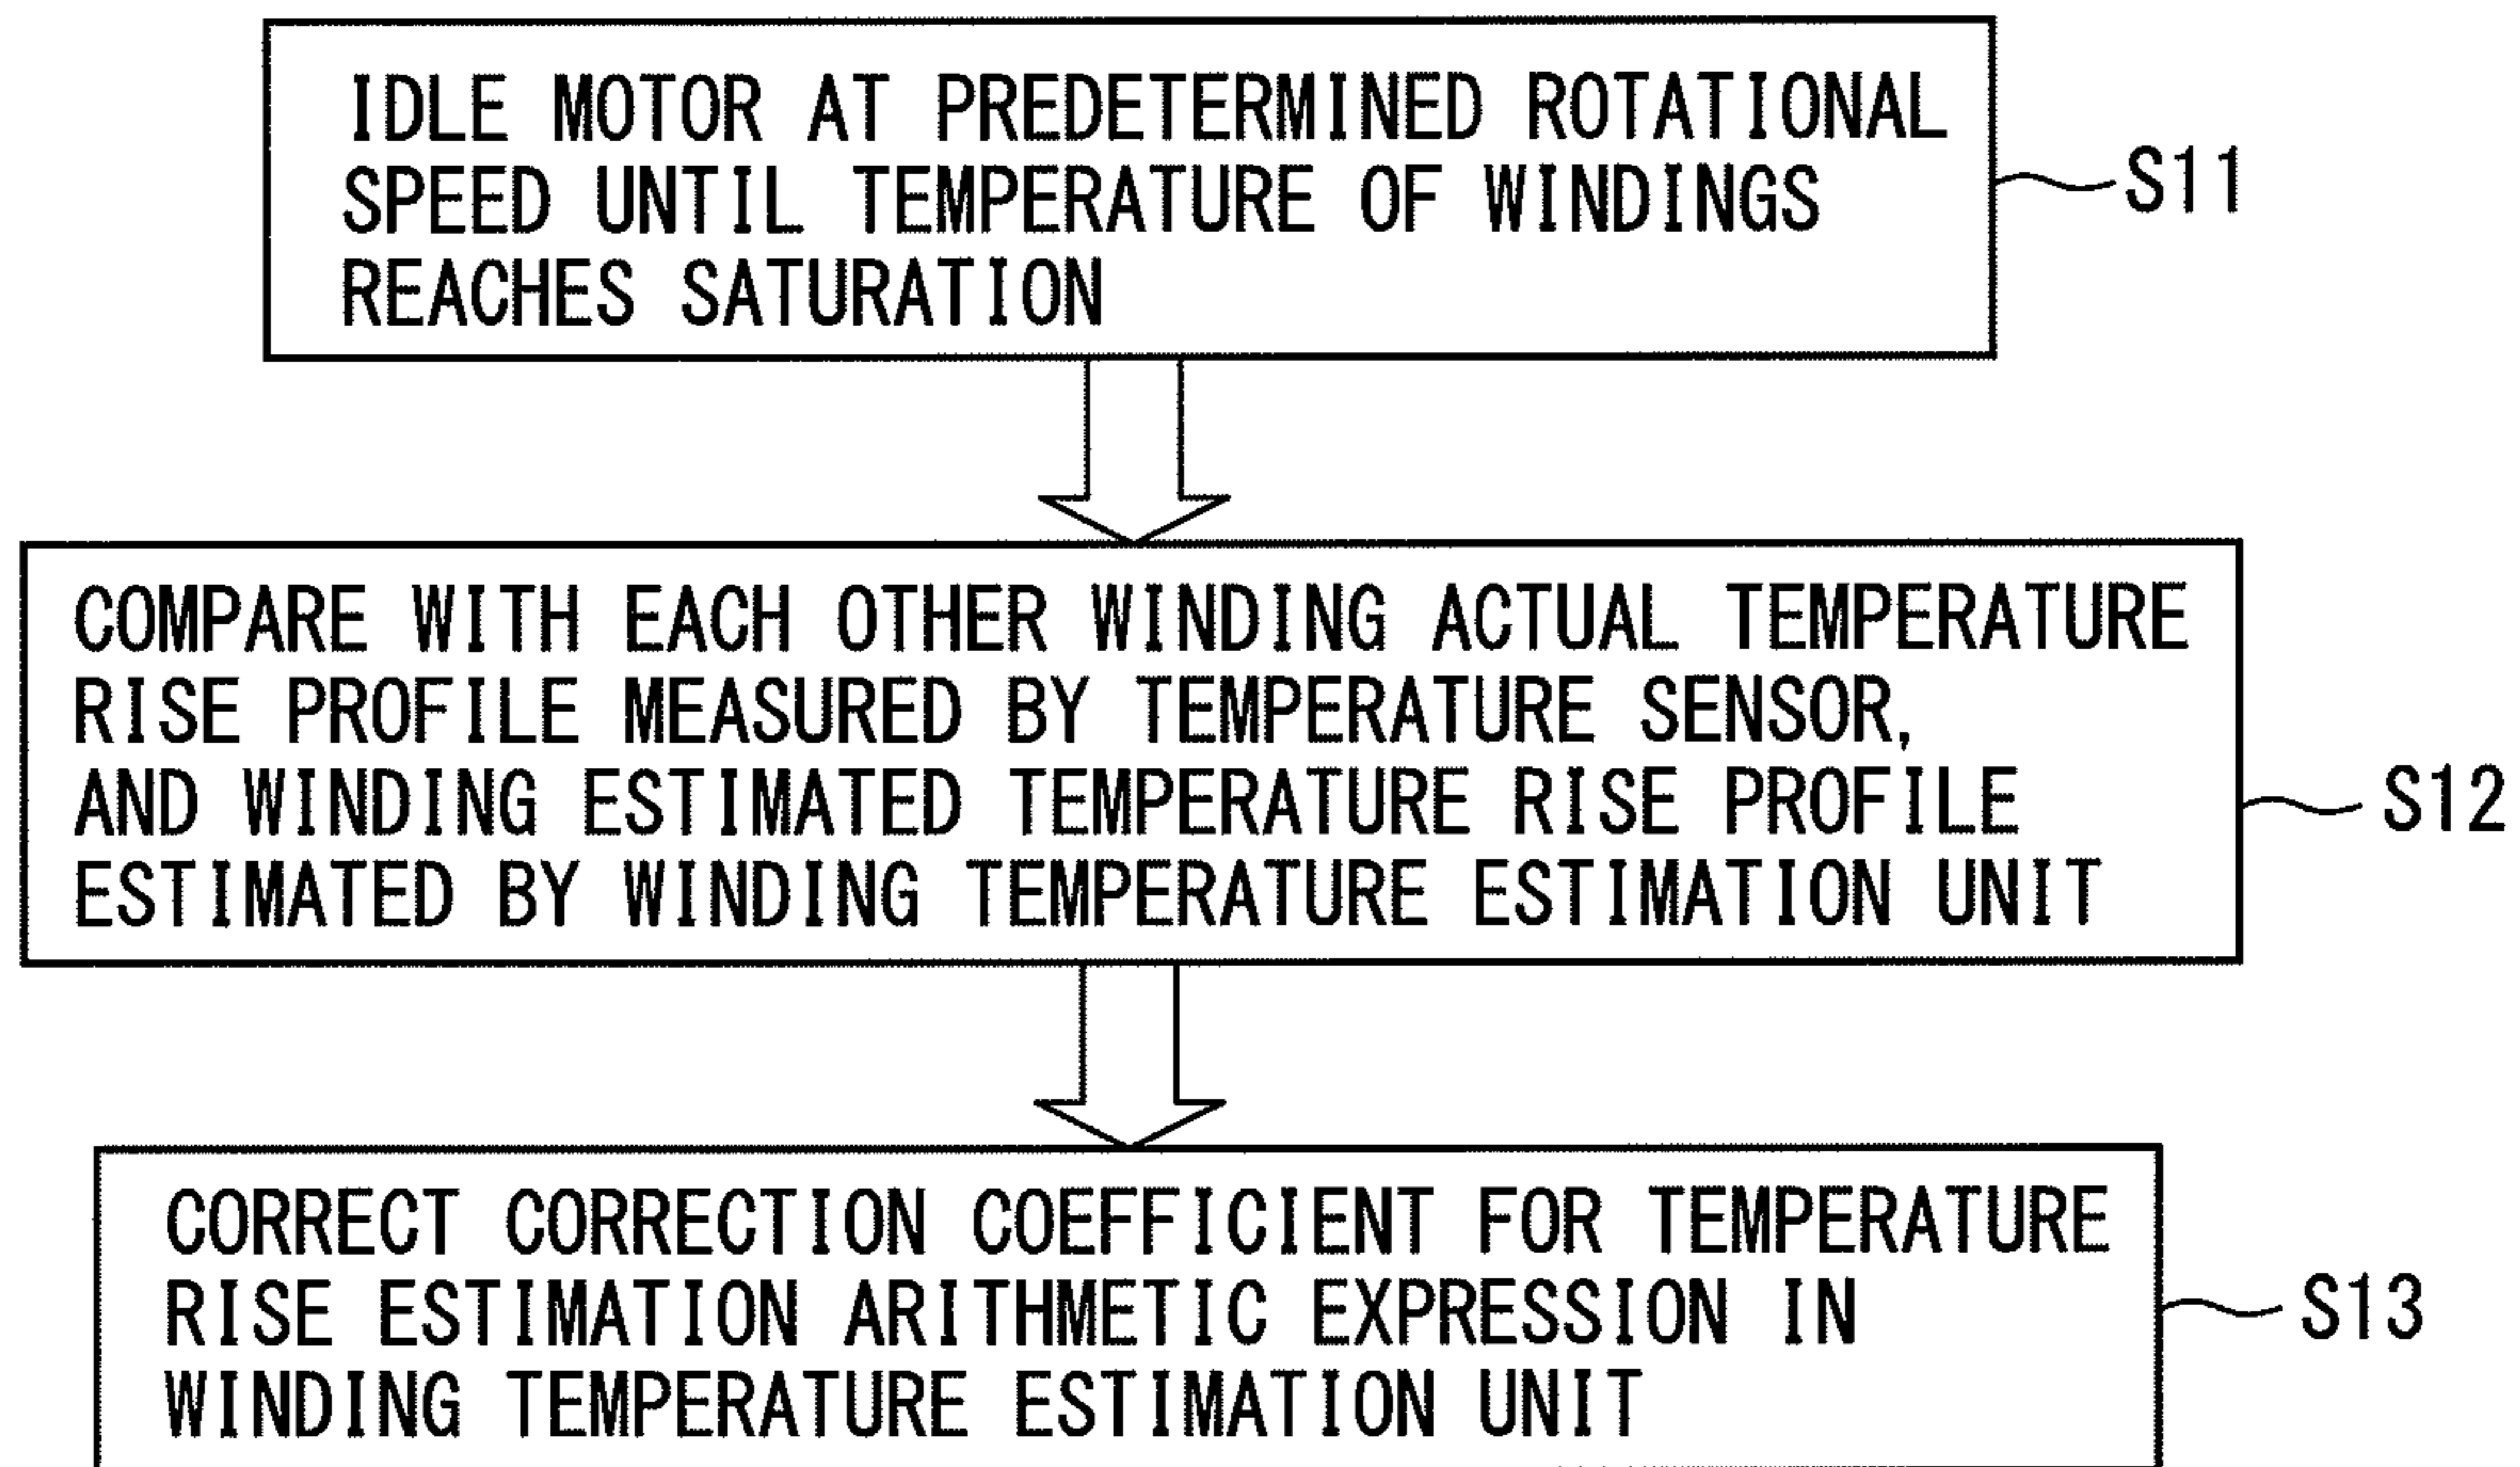 IDLE MOTOR AT PREDETERMINED ROTATIONAL
SPEED UNTIL TEMPERATURE OF WINDINGS
REACHES SATURATION
S11
COMPARE WITH EACH OTHER WINDING ACTUAL TEMPERATURE
RISE PROFILE MEASURED BY TEMPERATURE SENSOR,
AND WINDING ESTIMATED TEMPERATURE RISE PROFILE
ESTIMATED BY WINDING TEMPERATURE ESTIMATION UNIT
S12
CORRECT CORRECTION COEFFICIENT FOR TEMPERATURE
RISE ESTIMATION ARITHMETIC EXPRESSION IN
WINDING TEMPERATURE ESTIMATION UNIT
S13